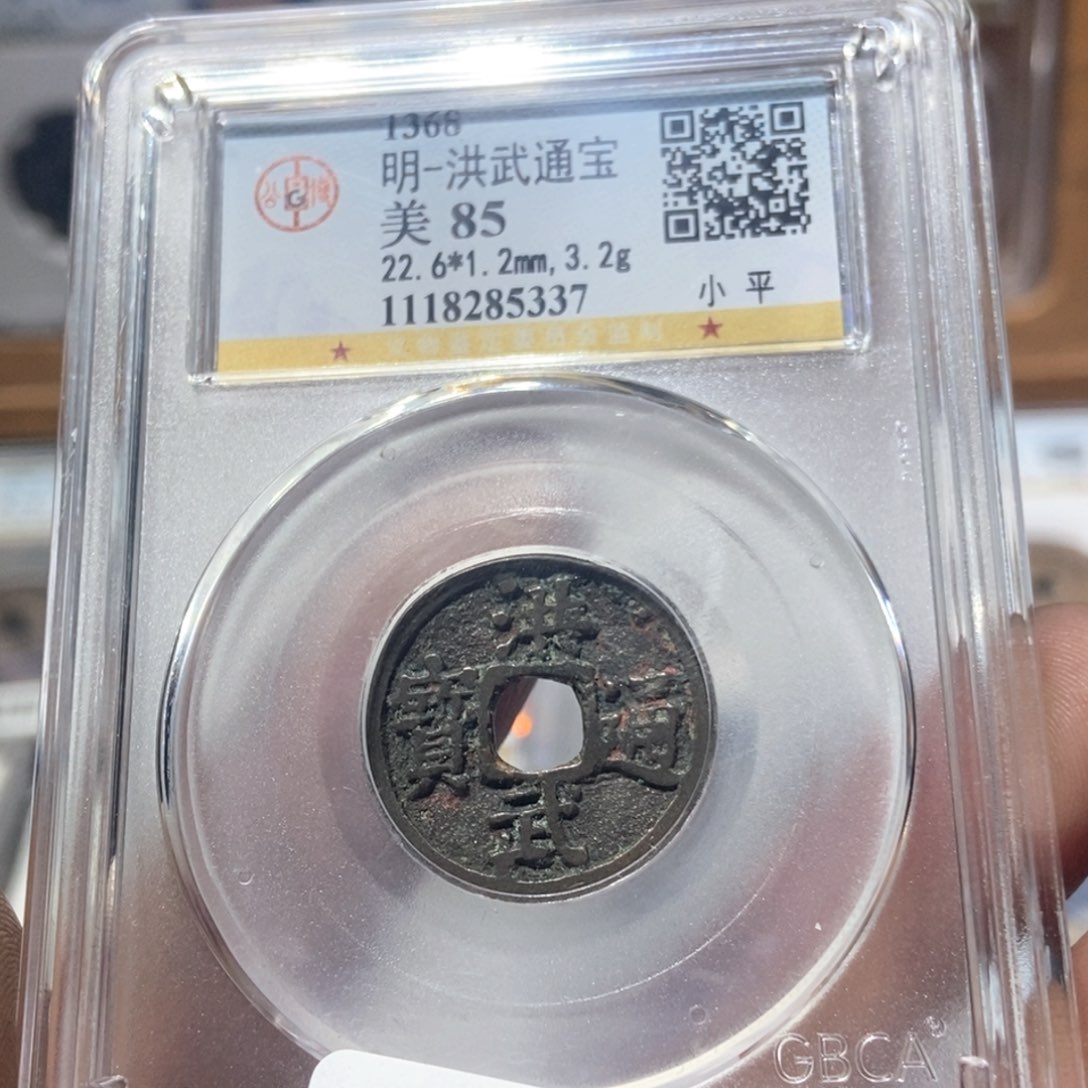 1368
明-洪武通宝
美 85
22.6*1.2mm, 3.2g
1118285337
小 平
洪武通寳
GBCA